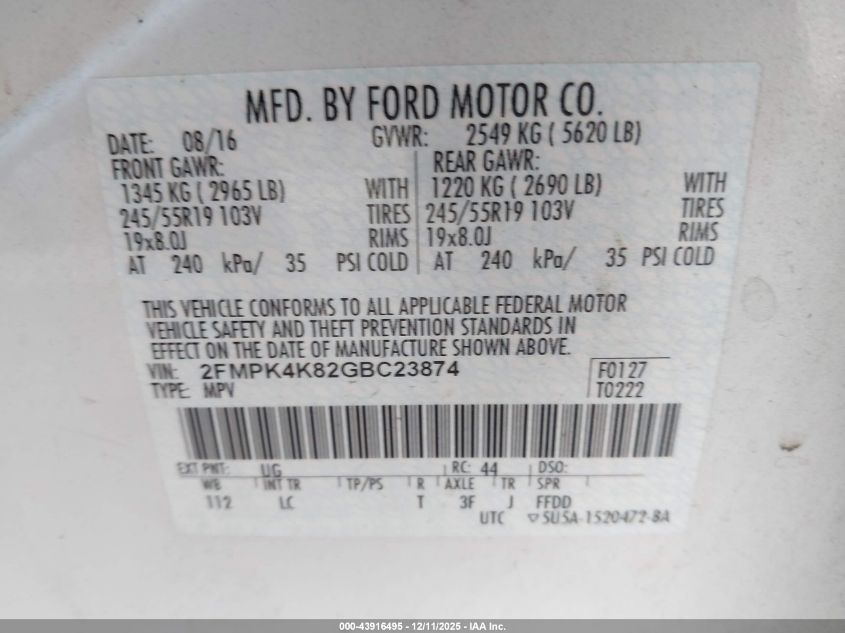 MFD. BY FORD MOTOR CO.
DATE: 08/16 GVWR: 2549 KG ( 5620 LB)
FRONT GAWR: REAR GAWR:
1345 KG ( 2965 LB) WITH 1220 KG ( 2690 LB) WITH
245/55R19 103V TIRES 245/55R19 103V TIRES
19x8.0J RIMS 19x8.0J RIMS
AT 240 kPa/ 35 PSI COLD AT 240 kPa/ 35 PSI COLD
THIS VEHICLE CONFORMS TO ALL APPLICABLE FEDERAL MOTOR
VEHICLE SAFETY AND THEFT PREVENTION STANDARDS IN
EFFECT ON THE DATE OF MANUFACTURE SHOWN ABOVE.
VIN: 2FMPK4K82GBC23874 F0127
TYPE: MPV T0222
EXT PNT: UG RC: 44 DSO:
WB INT TR TP/PS R AXLE TR SPR
112 LC T 3F J FFDD
UTC ▽5U5A-1520472-BA
000-43916495 - 12/11/2025 - IAA Inc.